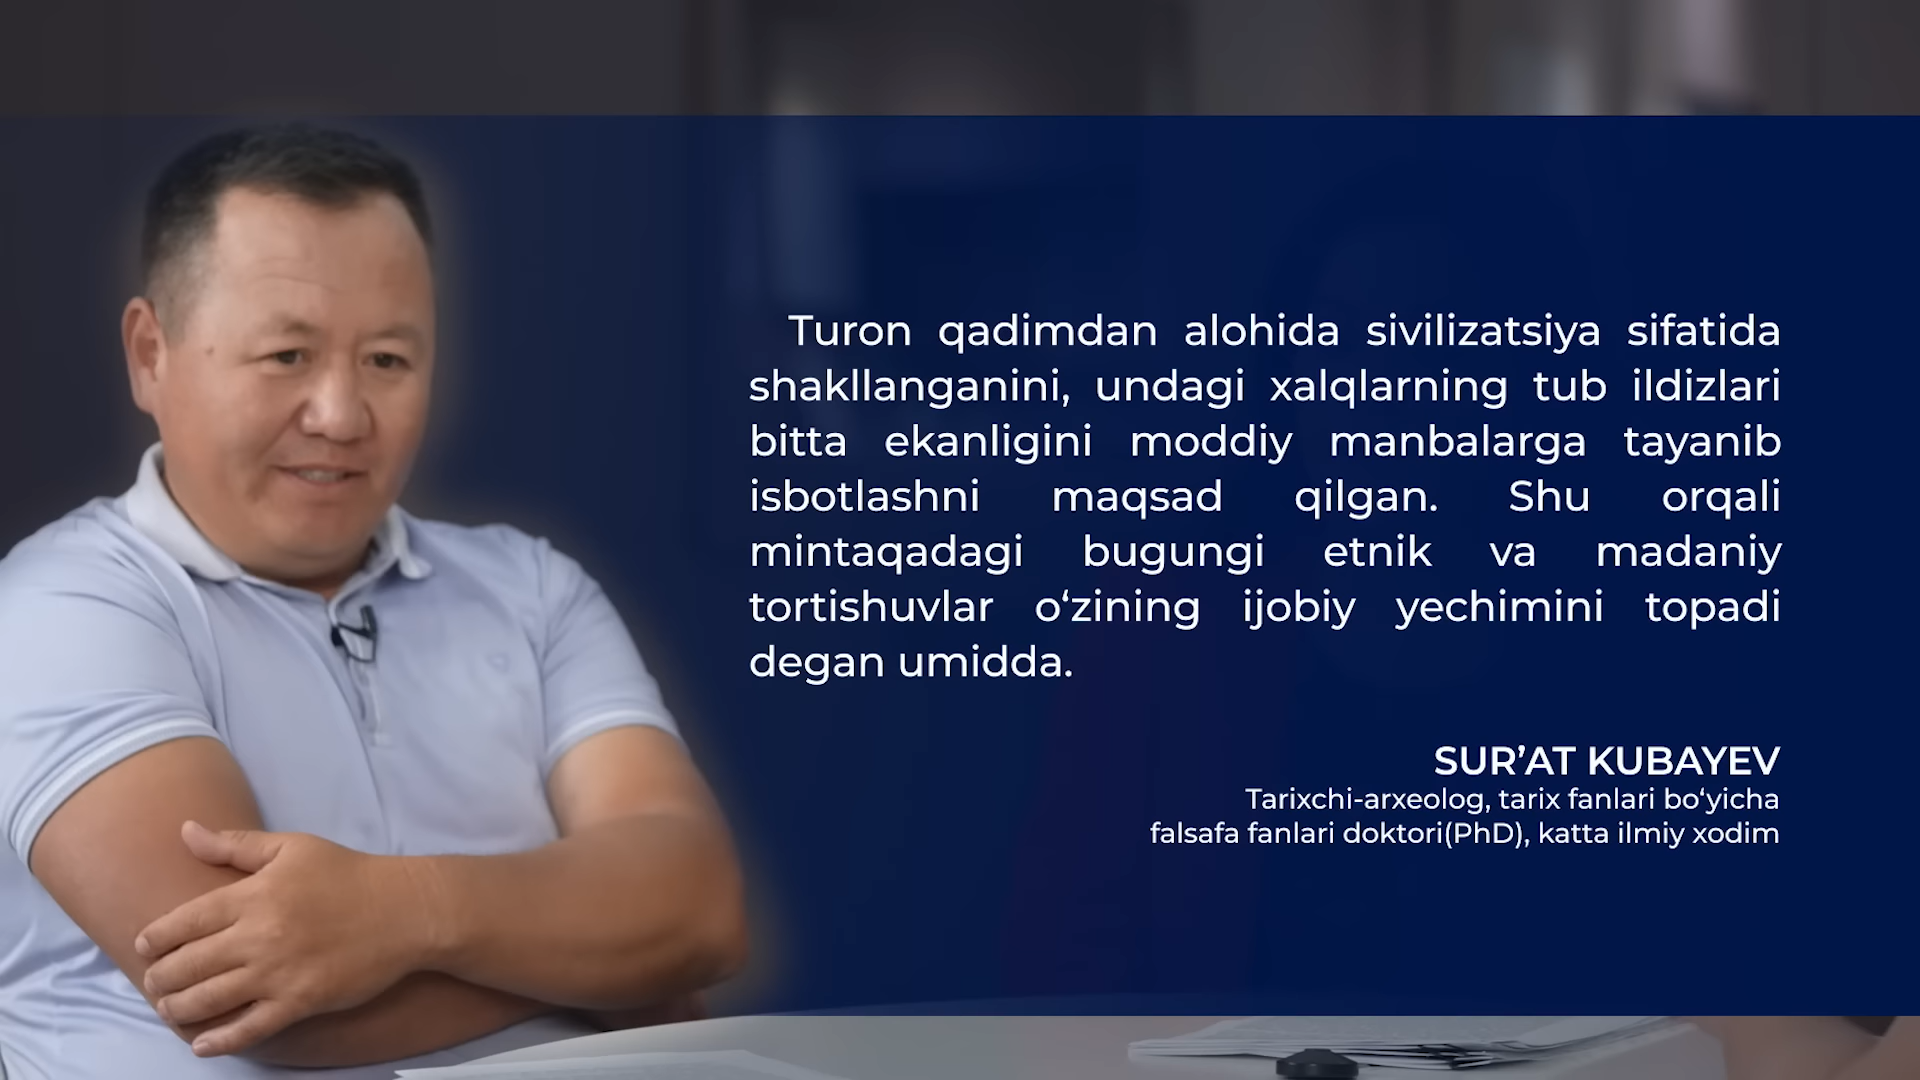 Turon qadimdan alohida sivilizatsiya sifatida
shakllanganini, undagi xalqlarning tub ildizlari
bitta ekanligini moddiy manbalarga tayanib
isbotlashni maqsad qilgan. Shu orqali
mintaqadagi bugungi etnik va madaniy
tortishuvlar o‘zining ijobiy yechimini topadi
degan umidda.
SUR’AT KUBAYEV
Tarixchi-arxeolog, tarix fanlari bo‘yicha
falsafa fanlari doktori(PhD), katta ilmiy xodim